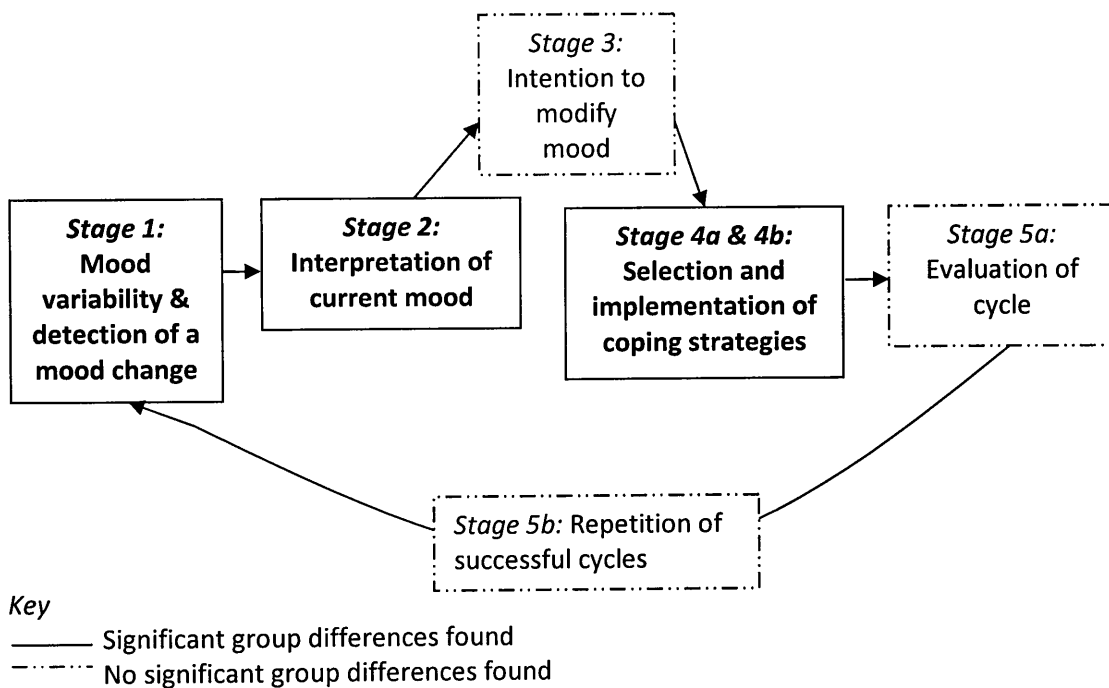 Stage 3:
Intention to
modify
mood
Stage 1:
Mood
variability &
detection of a
mood change
Stage 2:
Interpretation of
current mood
Stage 4a & 4b:
Selection and
implementation of
coping strategies
Stage 5a:
Evaluation of
cycle
Stage 5b: Repetition of
successful cycles
Key
Significant group differences found
No significant group differences found